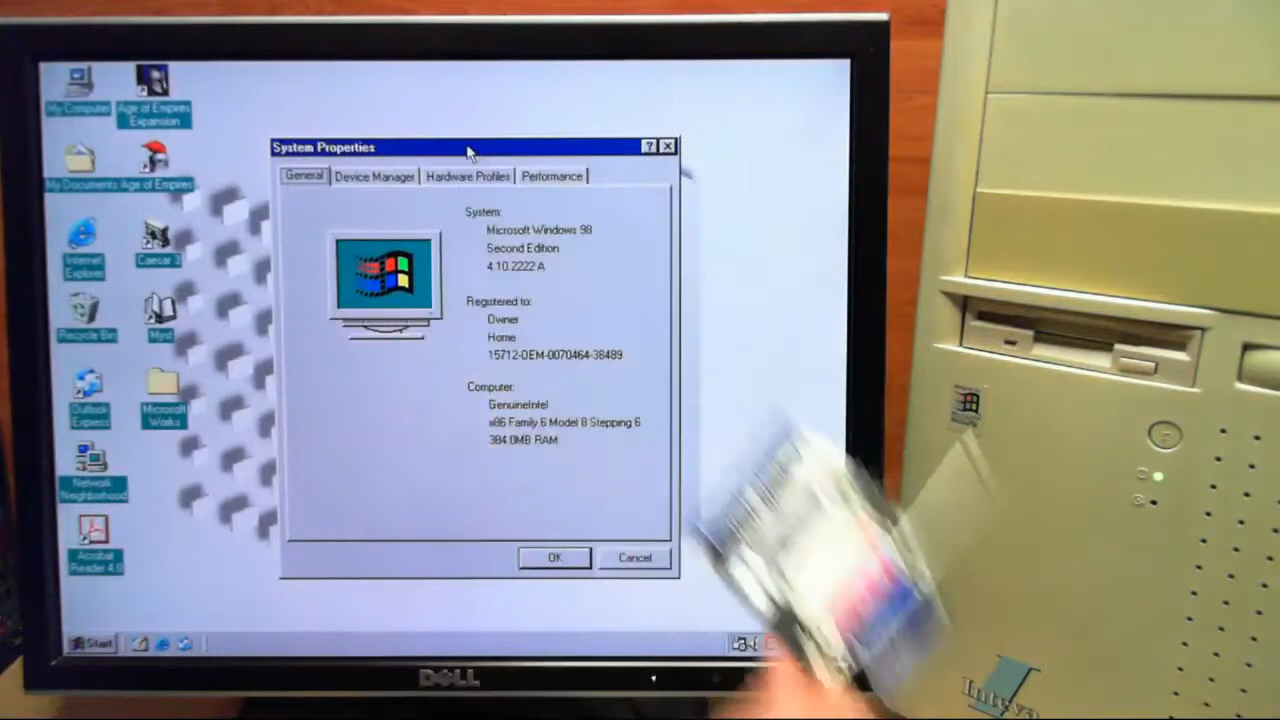 My Computer
Age of Empires
Expansion
My Documents
Age of Empires
Internet
Explorer
Caesar 3
Recycle Bin
Myst
Outlook
Express
Microsoft
Works
Network
Neighborhood
Acrobat
Reader 4.0
System Properties
General
Device Manager
Hardware Profiles
Performance
System:
Microsoft Windows 98
Second Edition
4.10.2222 A
Registered to:
Owner
Home
15712-OEM-0070464-38489
Computer:
GenuineIntel
x86 Family 6 Model 8 Stepping 6
384.0MB RAM
OK
Cancel
Start
DELL
Inteva